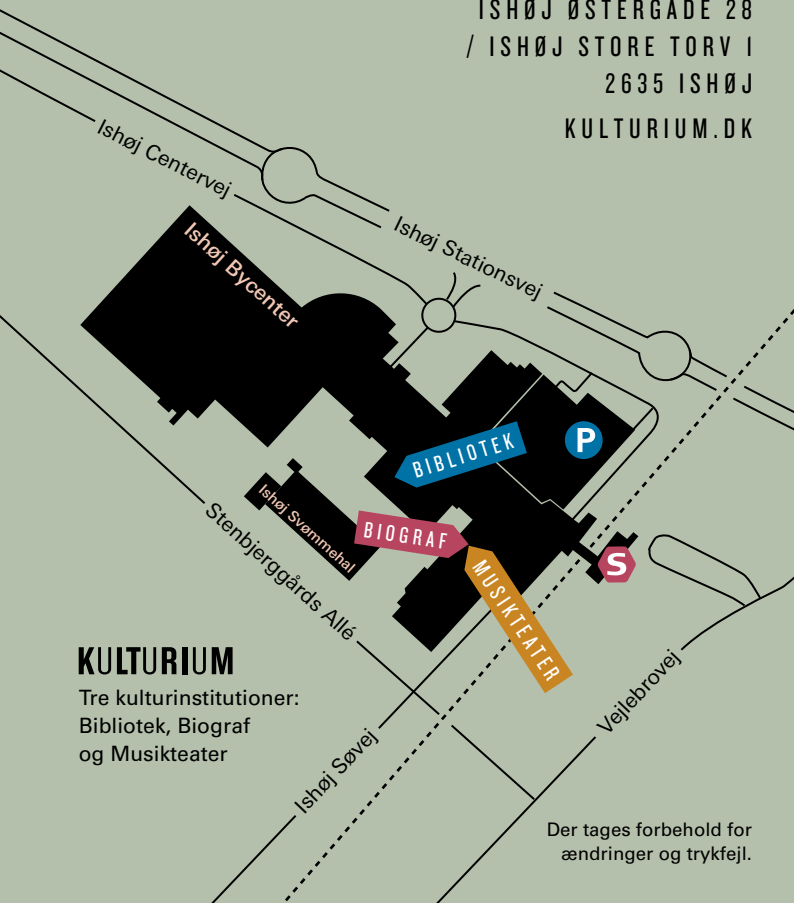 ISHØJ ØSTERGADE 28
/ ISHØJ STORE TORV 1
2635 ISHØJ
KULTURIUM.DK
Ishøj Centervej
Ishøj Stationsvej
Ishøj Bycenter
P
BIBLIOTEK
Ishøj Svømmehal
BIOGRAF
S
MUSIKTEATER
Stenbjerggårds Allé
KULTURIUM
Tre kulturinstitutioner:
Bibliotek, Biograf
og Musikteater
Vejlebrovej
Ishøj Søvej
Der tages forbehold for
ændringer og trykfejl.